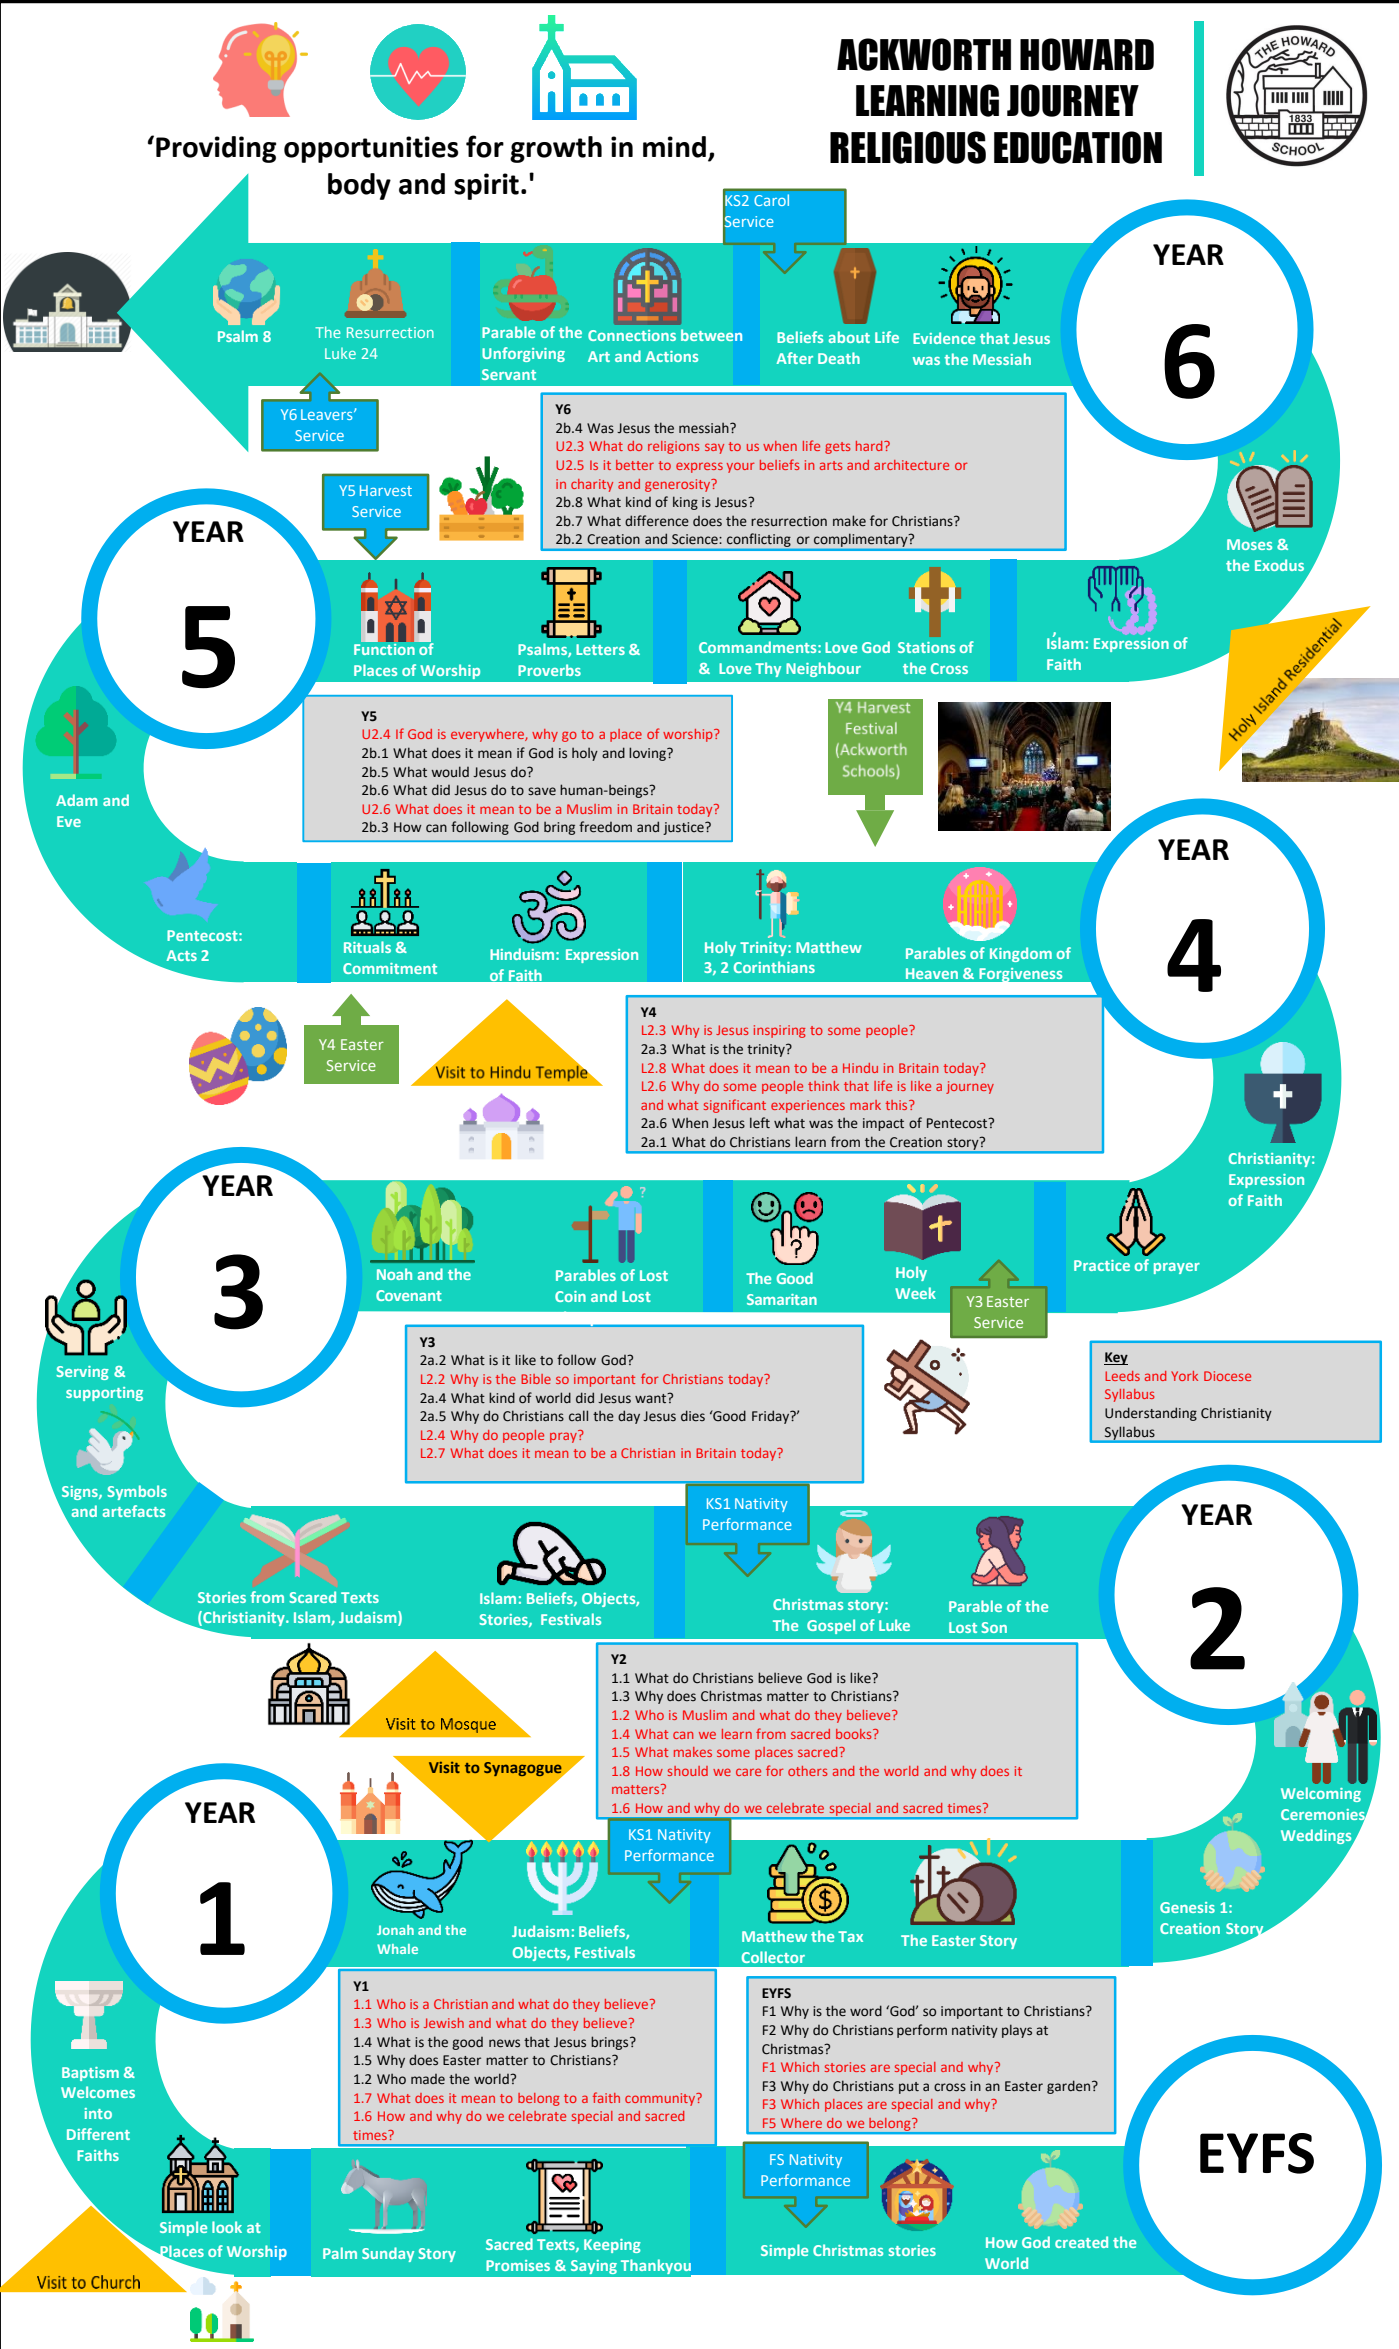 ACKWORTH HOWARD
LEARNING JOURNEY
RELIGIOUS EDUCATION
THE HOWARD
1833
SCHOOL
‘Providing opportunities for growth in mind,
body and spirit.'
KS2 Carol
Service
YEAR
6
Psalm 8
The Resurrection
Luke 24
Parable of the
Unforgiving
Servant
Connections between
Art and Actions
Beliefs about Life
After Death
Evidence that Jesus
was the Messiah
Y6 Leavers’
Service
Y6
2b.4 Was Jesus the messiah?
U2.3 What do religions say to us when life gets hard?
U2.5 Is it better to express your beliefs in arts and architecture or
in charity and generosity?
2b.8 What kind of king is Jesus?
2b.7 What difference does the resurrection make for Christians?
2b.2 Creation and Science: conflicting or complimentary?
Moses &
the Exodus
Y5 Harvest
Service
YEAR
5
Function of
Places of Worship
Psalms, Letters &
Proverbs
Commandments: Love God
& Love Thy Neighbour
Stations of
the Cross
Islam: Expression of
Faith
Holy Island Residential
Adam and
Eve
Y5
U2.4 If God is everywhere, why go to a place of worship?
2b.1 What does it mean if God is holy and loving?
2b.5 What would Jesus do?
2b.6 What did Jesus do to save human-beings?
U2.6 What does it mean to be a Muslim in Britain today?
2b.3 How can following God bring freedom and justice?
Y4 Harvest
Festival
(Ackworth
Schools)
YEAR
4
Pentecost:
Acts 2
Rituals &
Commitment
Hinduism: Expression
of Faith
Holy Trinity: Matthew
3, 2 Corinthians
Parables of Kingdom of
Heaven & Forgiveness
Y4 Easter
Service
Visit to Hindu Temple
Y4
L2.3 Why is Jesus inspiring to some people?
2a.3 What is the trinity?
L2.8 What does it mean to be a Hindu in Britain today?
L2.6 Why do some people think that life is like a journey
and what significant experiences mark this?
2a.6 When Jesus left what was the impact of Pentecost?
2a.1 What do Christians learn from the Creation story?
Christianity:
Expression
of Faith
YEAR
3
Noah and the
Covenant
Parables of Lost
Coin and Lost
The Good
Samaritan
Holy
Week
Y3 Easter
Service
Practice of prayer
Serving &
supporting
Signs, Symbols
and artefacts
Y3
2a.2 What is it like to follow God?
L2.2 Why is the Bible so important for Christians today?
2a.4 What kind of world did Jesus want?
2a.5 Why do Christians call the day Jesus dies ‘Good Friday?’
L2.4 Why do people pray?
L2.7 What does it mean to be a Christian in Britain today?
Key
Leeds and York Diocese
Syllabus
Understanding Christianity
Syllabus
KS1 Nativity
Performance
YEAR
2
Stories from Scared Texts
(Christianity. Islam, Judaism)
Islam: Beliefs, Objects,
Stories, Festivals
Christmas story:
The Gospel of Luke
Parable of the
Lost Son
Visit to Mosque
Visit to Synagogue
Y2
1.1 What do Christians believe God is like?
1.3 Why does Christmas matter to Christians?
1.2 Who is Muslim and what do they believe?
1.4 What can we learn from sacred books?
1.5 What makes some places sacred?
1.8 How should we care for others and the world and why does it
matters?
1.6 How and why do we celebrate special and sacred times?
Welcoming
Ceremonies
Weddings
YEAR
1
KS1 Nativity
Performance
Jonah and the
Whale
Judaism: Beliefs,
Objects, Festivals
Matthew the Tax
Collector
The Easter Story
Genesis 1:
Creation Story
Y1
1.1 Who is a Christian and what do they believe?
1.3 Who is Jewish and what do they believe?
1.4 What is the good news that Jesus brings?
1.5 Why does Easter matter to Christians?
1.2 Who made the world?
1.7 What does it mean to belong to a faith community?
1.6 How and why do we celebrate special and sacred
times?
EYFS
F1 Why is the word ‘God’ so important to Christians?
F2 Why do Christians perform nativity plays at
Christmas?
F1 Which stories are special and why?
F3 Why do Christians put a cross in an Easter garden?
F3 Which places are special and why?
F5 Where do we belong?
Baptism &
Welcomes
into
Different
Faiths
EYFS
Simple look at
Places of Worship
Palm Sunday Story
Sacred Texts, Keeping
Promises & Saying Thankyou
FS Nativity
Performance
Simple Christmas stories
How God created the
World
Visit to Church